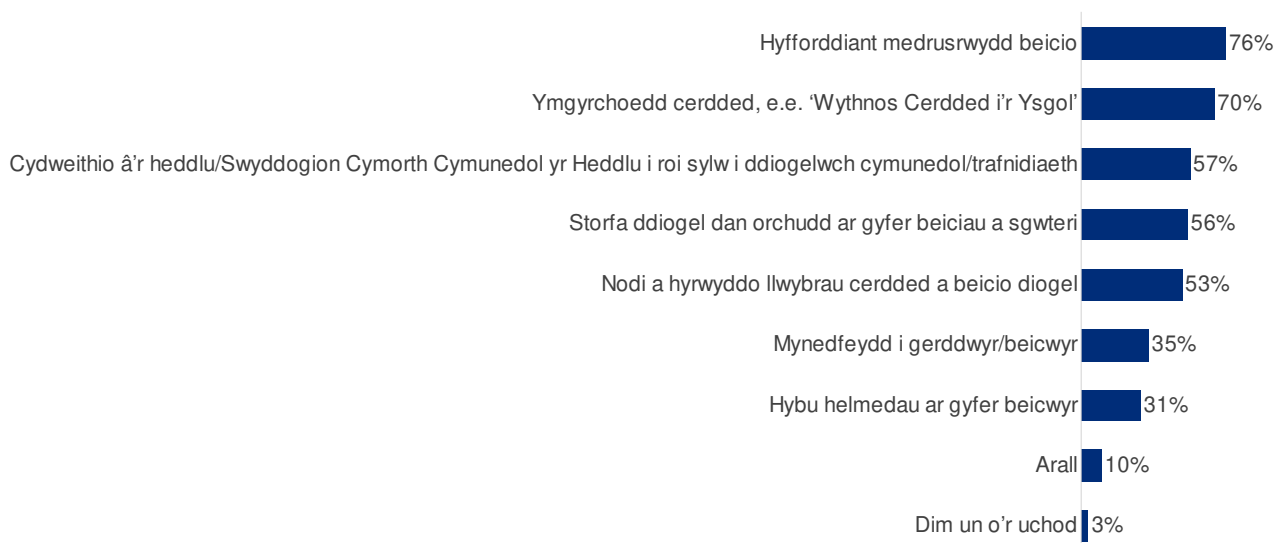 Hyfforddiant medrusrwydd beicio 76%
Ymgyrchoedd cerdded, e.e. ‘Wythnos Cerdded i’r Ysgol’ 70%
Cydweithio â’r heddlu/Swyddogion Cymorth Cymunedol yr Heddlu i roi sylw i ddiogelwch cymunedol/trafnidiaeth 57%
Storfa ddiogel dan orchudd ar gyfer beiciau a sgwteri 56%
Nodi a hyrwyddo llwybrau cerdded a beicio diogel 53%
Mynedfeydd i gerddwyr/beicwyr 35%
Hybu helmedau ar gyfer beicwyr 31%
Arall 10%
Dim un o’r uchod 3%